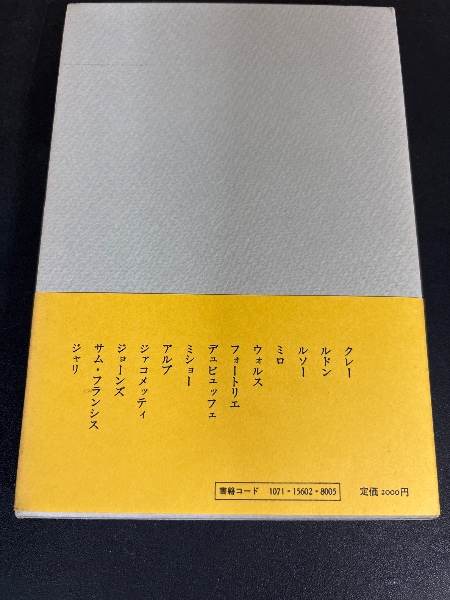 クレー
ルドン
ルソー
ミロ
ウォルス
フォートリエ
デュビュッフェ
ミショー
アルプ
ジァコメッティ
ジョーンズ
サム・フランシス
ジャリ
書籍コード 1071-15602-8005
定価 2000円